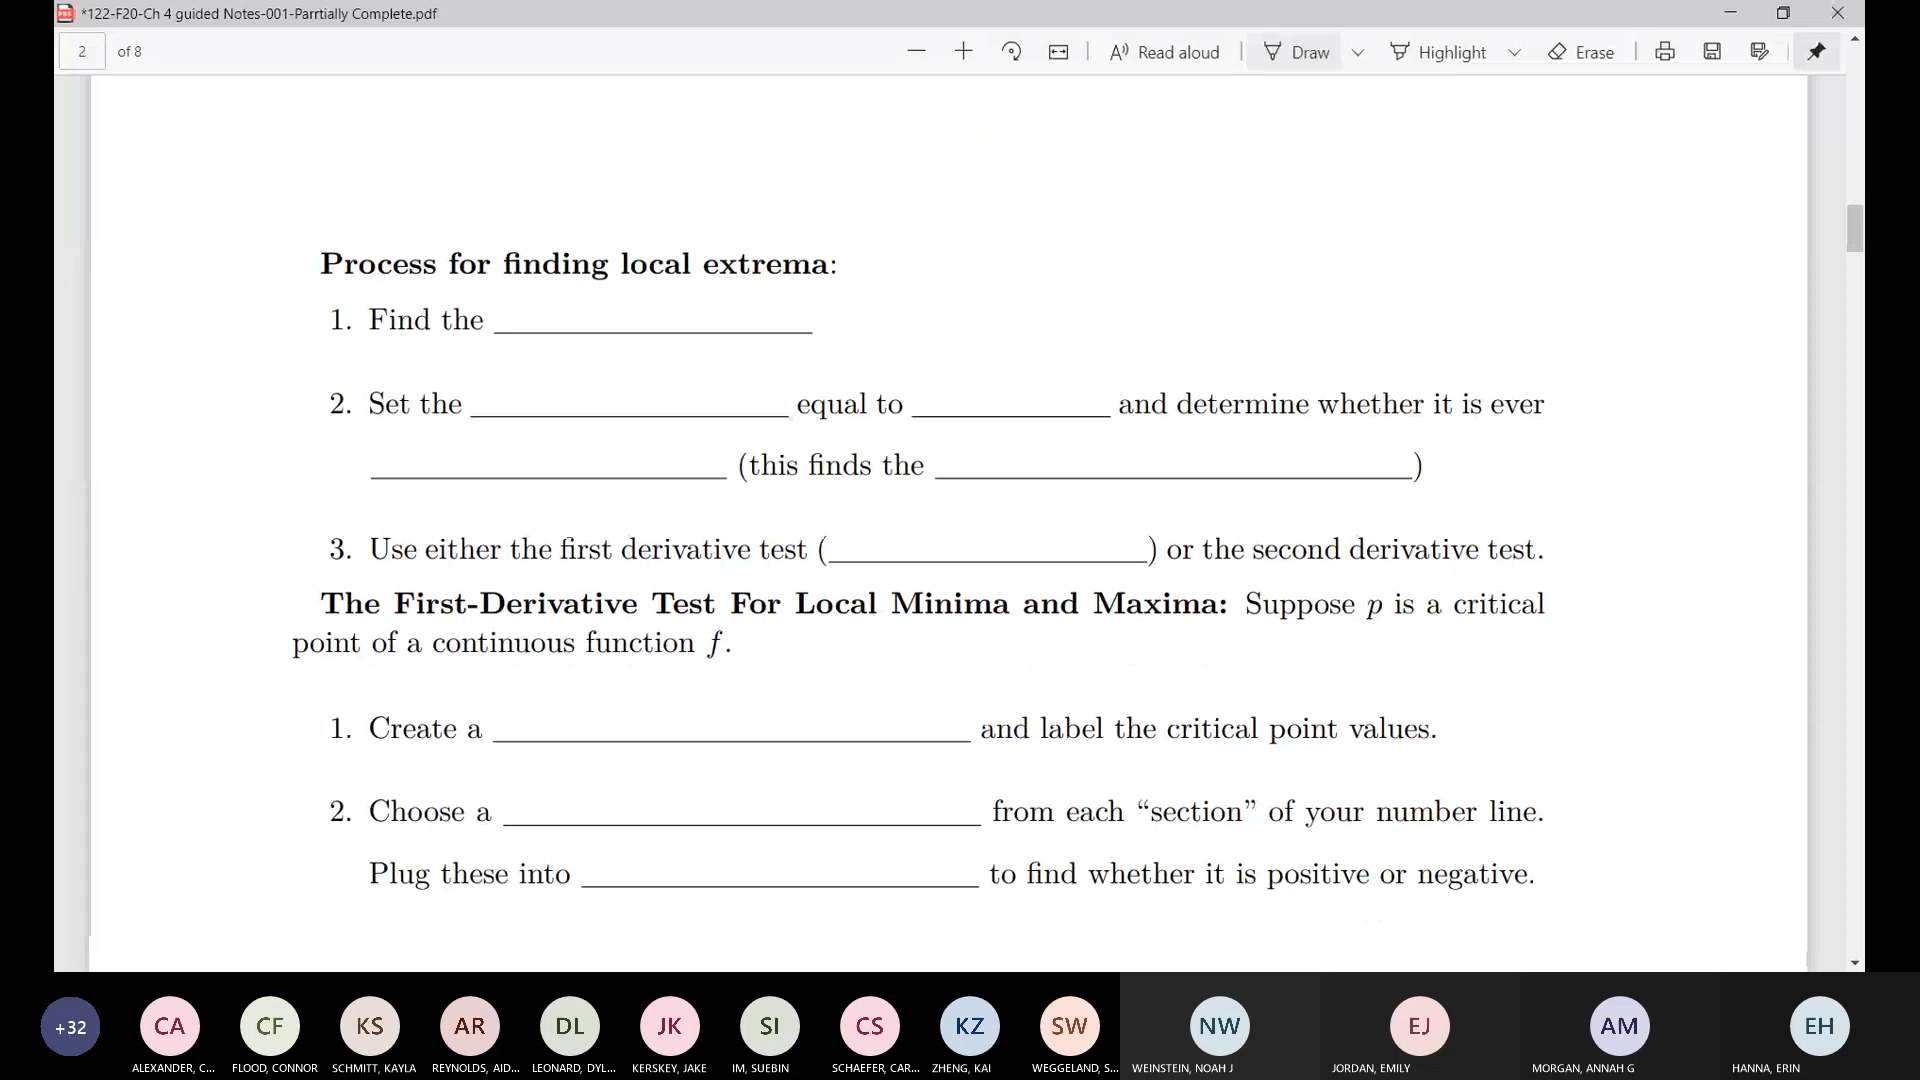 *122-F20-Ch 4 guided Notes-001-Parrtially Complete.pdf
2 of 8 Read aloud Draw Highlight Erase
Process for finding local extrema:
1. Find the ____________________
2. Set the ____________________ equal to ____________ and determine whether it is ever
______________________ (this finds the ______________________________)
3. Use either the first derivative test (____________________) or the second derivative test.
The First-Derivative Test For Local Minima and Maxima: Suppose p is a critical
point of a continuous function f.
1. Create a ______________________________ and label the critical point values.
2. Choose a ______________________________ from each “section” of your number line.
Plug these into _________________________ to find whether it is positive or negative.
+32 CA CF KS AR DL JK SI CS KZ SW NW EJ AM EH
ALEXANDER, C... FLOOD, CONNOR SCHMITT, KAYLA REYNOLDS, AID... LEONARD, DYL... KERSKEY, JAKE IM, SUEBIN SCHAEFER, CAR... ZHENG, KAI WEGGELAND, S... WEINSTEIN, NOAH J JORDAN, EMILY MORGAN, ANNAH G HANNA, ERIN